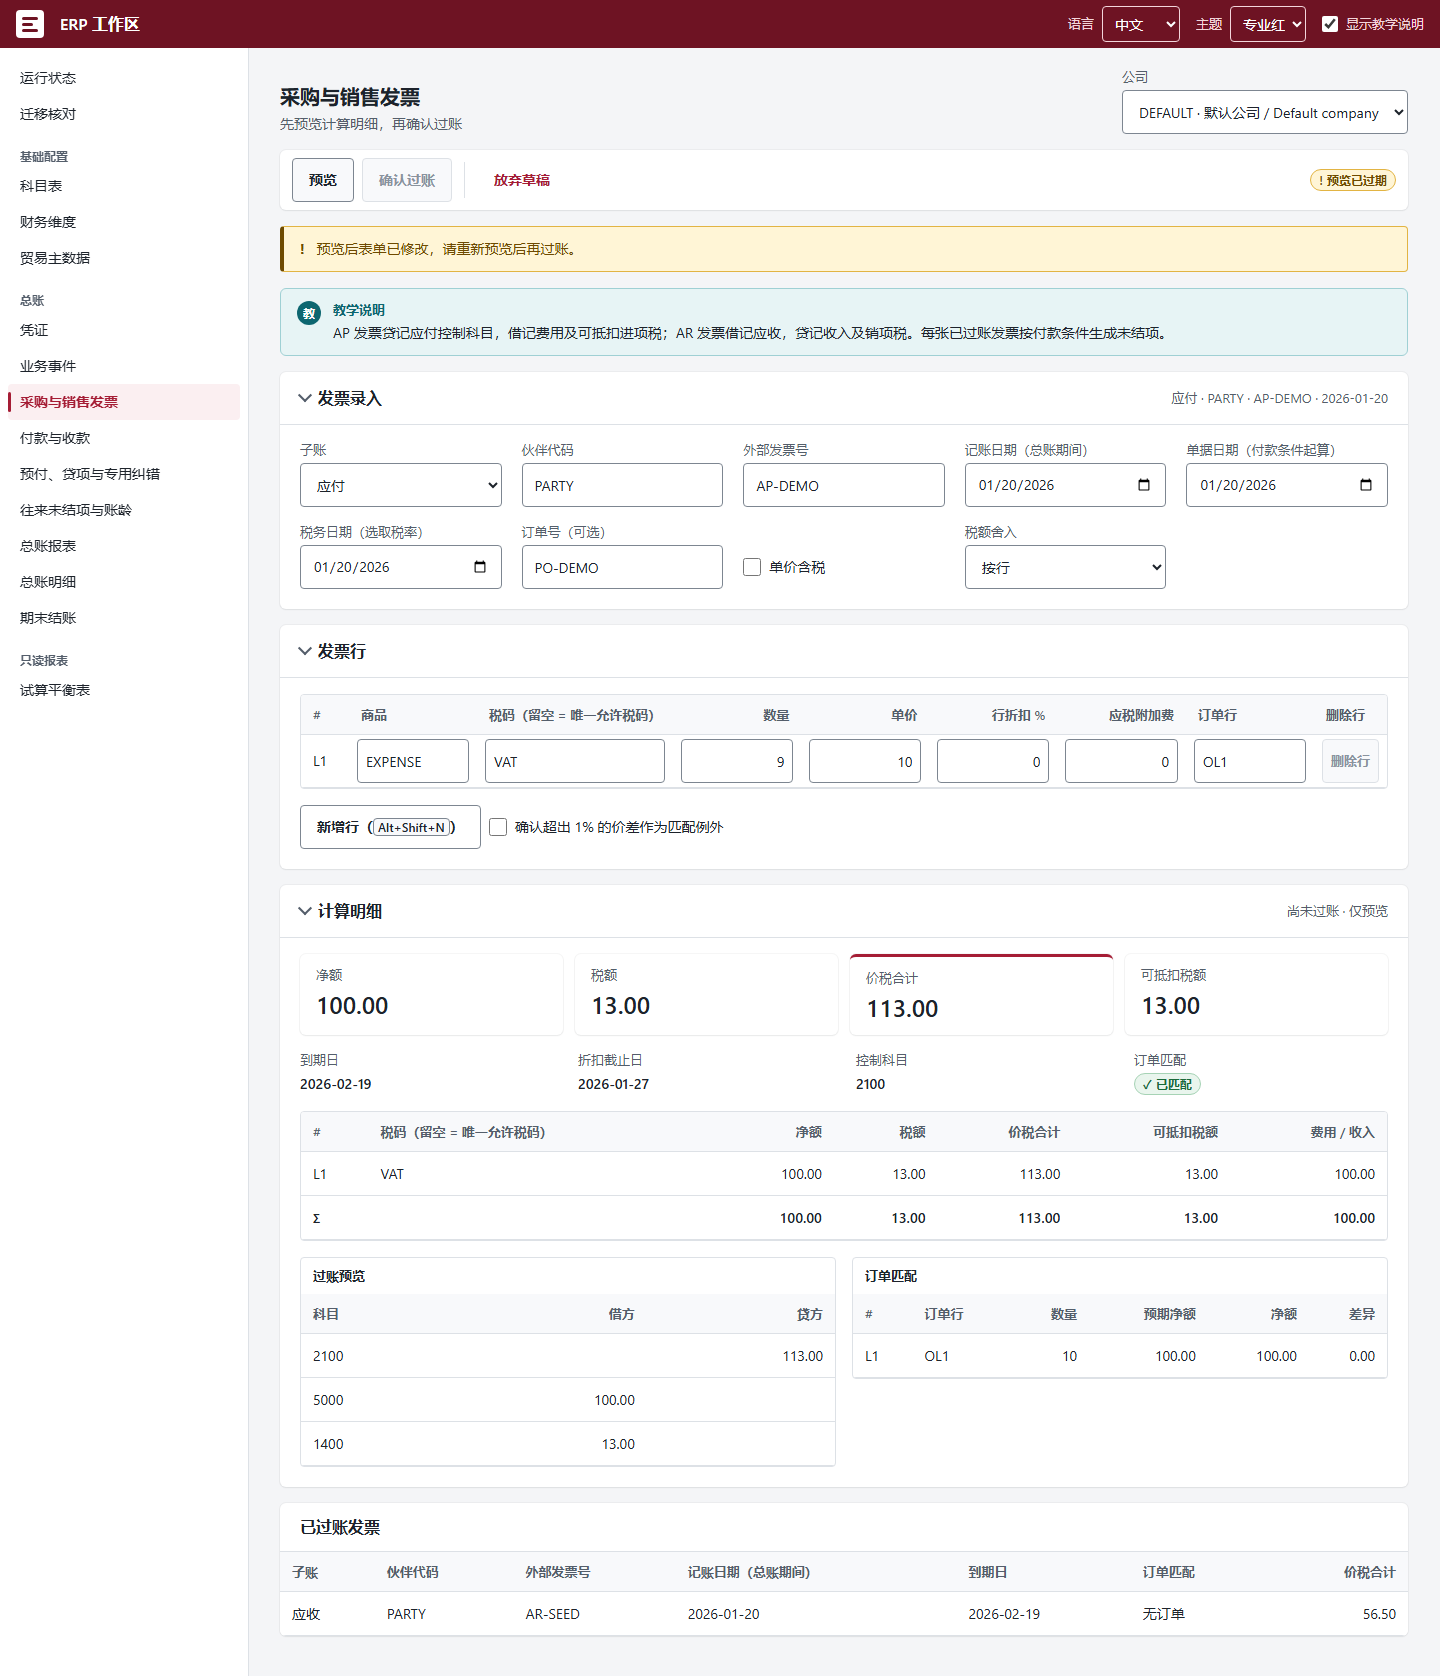 ERP 工作区
语言 中文 主题 专业红 显示教学说明
运行状态
迁移核对
基础配置
科目表
财务维度
贸易主数据
总账
凭证
业务事件
采购与销售发票
付款与收款
预付、贷项与专用纠错
往来未结项与账龄
总账报表
总账明细
期末结账
只读报表
试算平衡表
采购与销售发票
先预览计算明细，再确认过账
公司
DEFAULT · 默认公司 / Default company
预览 确认过账 放弃草稿 ! 预览已过期
! 预览后表单已修改，请重新预览后再过账。
教 教学说明
AP 发票贷记应付控制科目，借记费用及可抵扣进项税；AR 发票借记应收，贷记收入及销项税。每张已过账发票按付款条件生成未结项。
发票录入 应付 · PARTY · AP-DEMO · 2026-01-20
子账 伙伴代码 外部发票号 记账日期（总账期间） 单据日期（付款条件起算）
应付 PARTY AP-DEMO 01/20/2026 01/20/2026
税务日期（选取税率） 订单号（可选） 税额舍入
01/20/2026 PO-DEMO 单价含税 按行
发票行
# 商品 税码（留空 = 唯一允许税码） 数量 单价 行折扣 % 应税附加费 订单行 删除行
L1 EXPENSE VAT 9 10 0 0 OL1 删除行
新增行（Alt+Shift+N） 确认超出 1% 的价差作为匹配例外
计算明细 尚未过账 · 仅预览
净额 税额 价税合计 可抵扣税额
100.00 13.00 113.00 13.00
到期日 折扣截止日 控制科目 订单匹配
2026-02-19 2026-01-27 2100 ✓ 已匹配
# 税码（留空 = 唯一允许税码） 净额 税额 价税合计 可抵扣税额 费用 / 收入
L1 VAT 100.00 13.00 113.00 13.00 100.00
Σ 100.00 13.00 113.00 13.00 100.00
过账预览
科目 借方 贷方
2100 113.00
5000 100.00
1400 13.00
订单匹配
# 订单行 数量 预期净额 净额 差异
L1 OL1 10 100.00 100.00 0.00
已过账发票
子账 伙伴代码 外部发票号 记账日期（总账期间） 到期日 订单匹配 价税合计
应收 PARTY AR-SEED 2026-01-20 2026-02-19 无订单 56.50